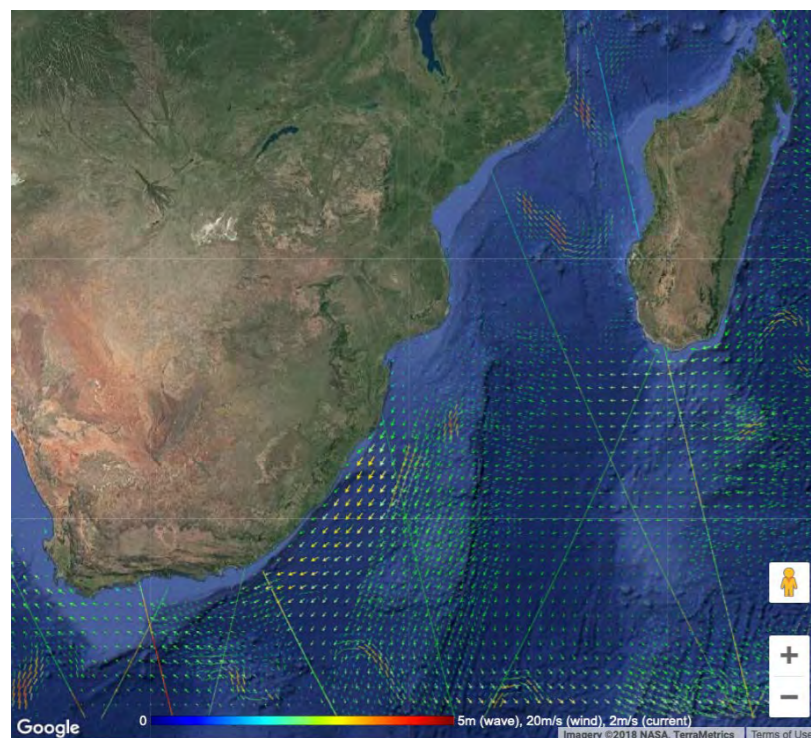 Google
0
5m (wave), 20m/s (wind), 2m/s (current)
+
−
Imagery ©2018 NASA, TerraMetrics
Terms of Use